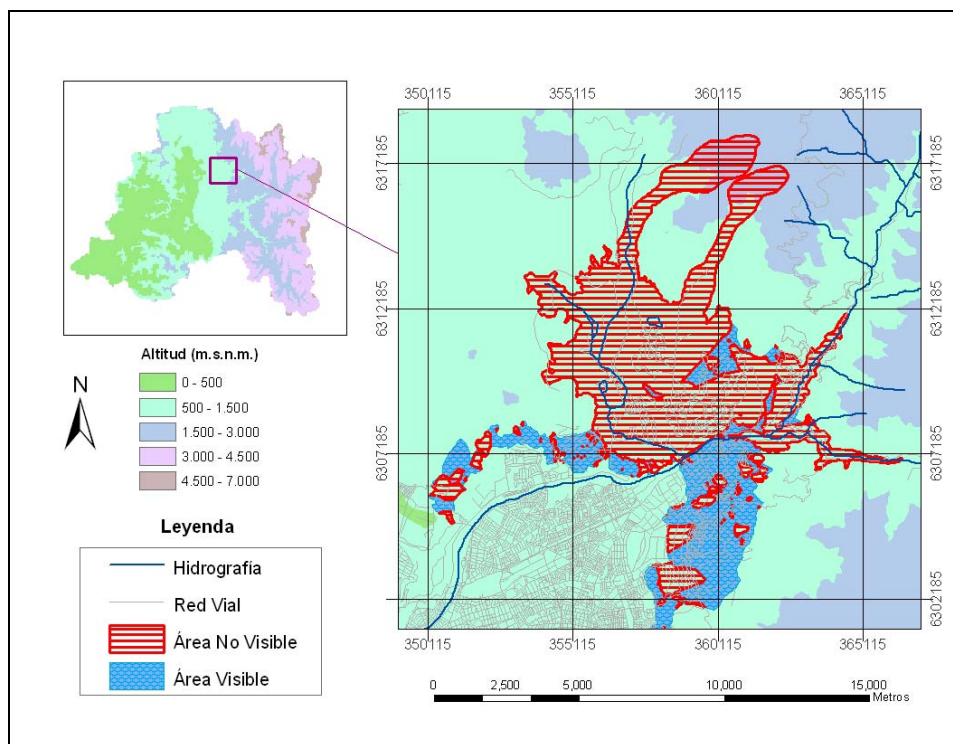 350115 355115 360115 365115
6317185 6317185
6312185 6312185
6307185 6307185
6302185 6302185
350115 355115 360115 365115
Altitud (m.s.n.m.)
0 - 500
500 - 1.500
1.500 - 3.000
3.000 - 4.500
4.500 - 7.000
N
Leyenda
Hidrografía
Red Vial
Área No Visible
Área Visible
0 2,500 5,000 10,000 15,000
Metros